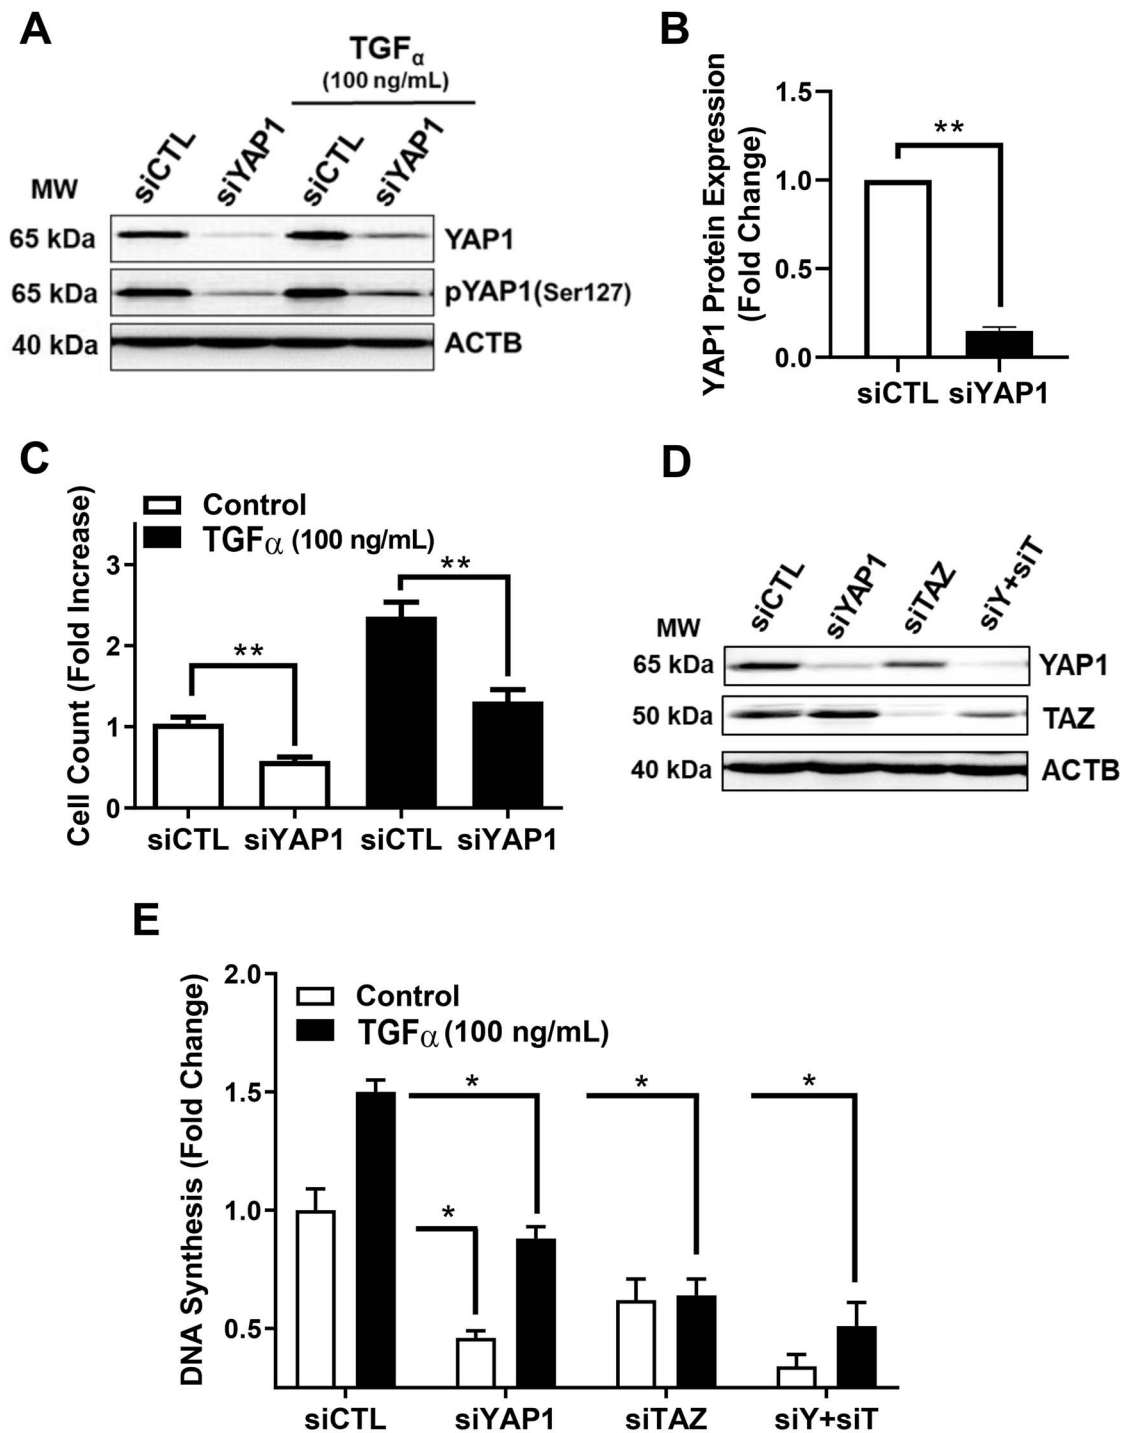 A
TGFα
(100 ng/mL)
siCTL siYAP1 siCTL siYAP1
MW
65 kDa YAP1
65 kDa pYAP1(Ser127)
40 kDa ACTB
B
YAP1 Protein Expression
(Fold Change)
1.5
1.0
0.5
0.0
**
siCTL siYAP1
C
Cell Count (Fold Increase)
Control
TGFα (100 ng/mL)
3
2
1
0
**
**
siCTL siYAP1 siCTL siYAP1
D
siCTL siYAP1 siTAZ siY+siT
MW
65 kDa YAP1
50 kDa TAZ
40 kDa ACTB
E
DNA Synthesis (Fold Change)
Control
TGFα (100 ng/mL)
2.0
1.5
1.0
0.5
* * *
*
siCTL siYAP1 siTAZ siY+siT